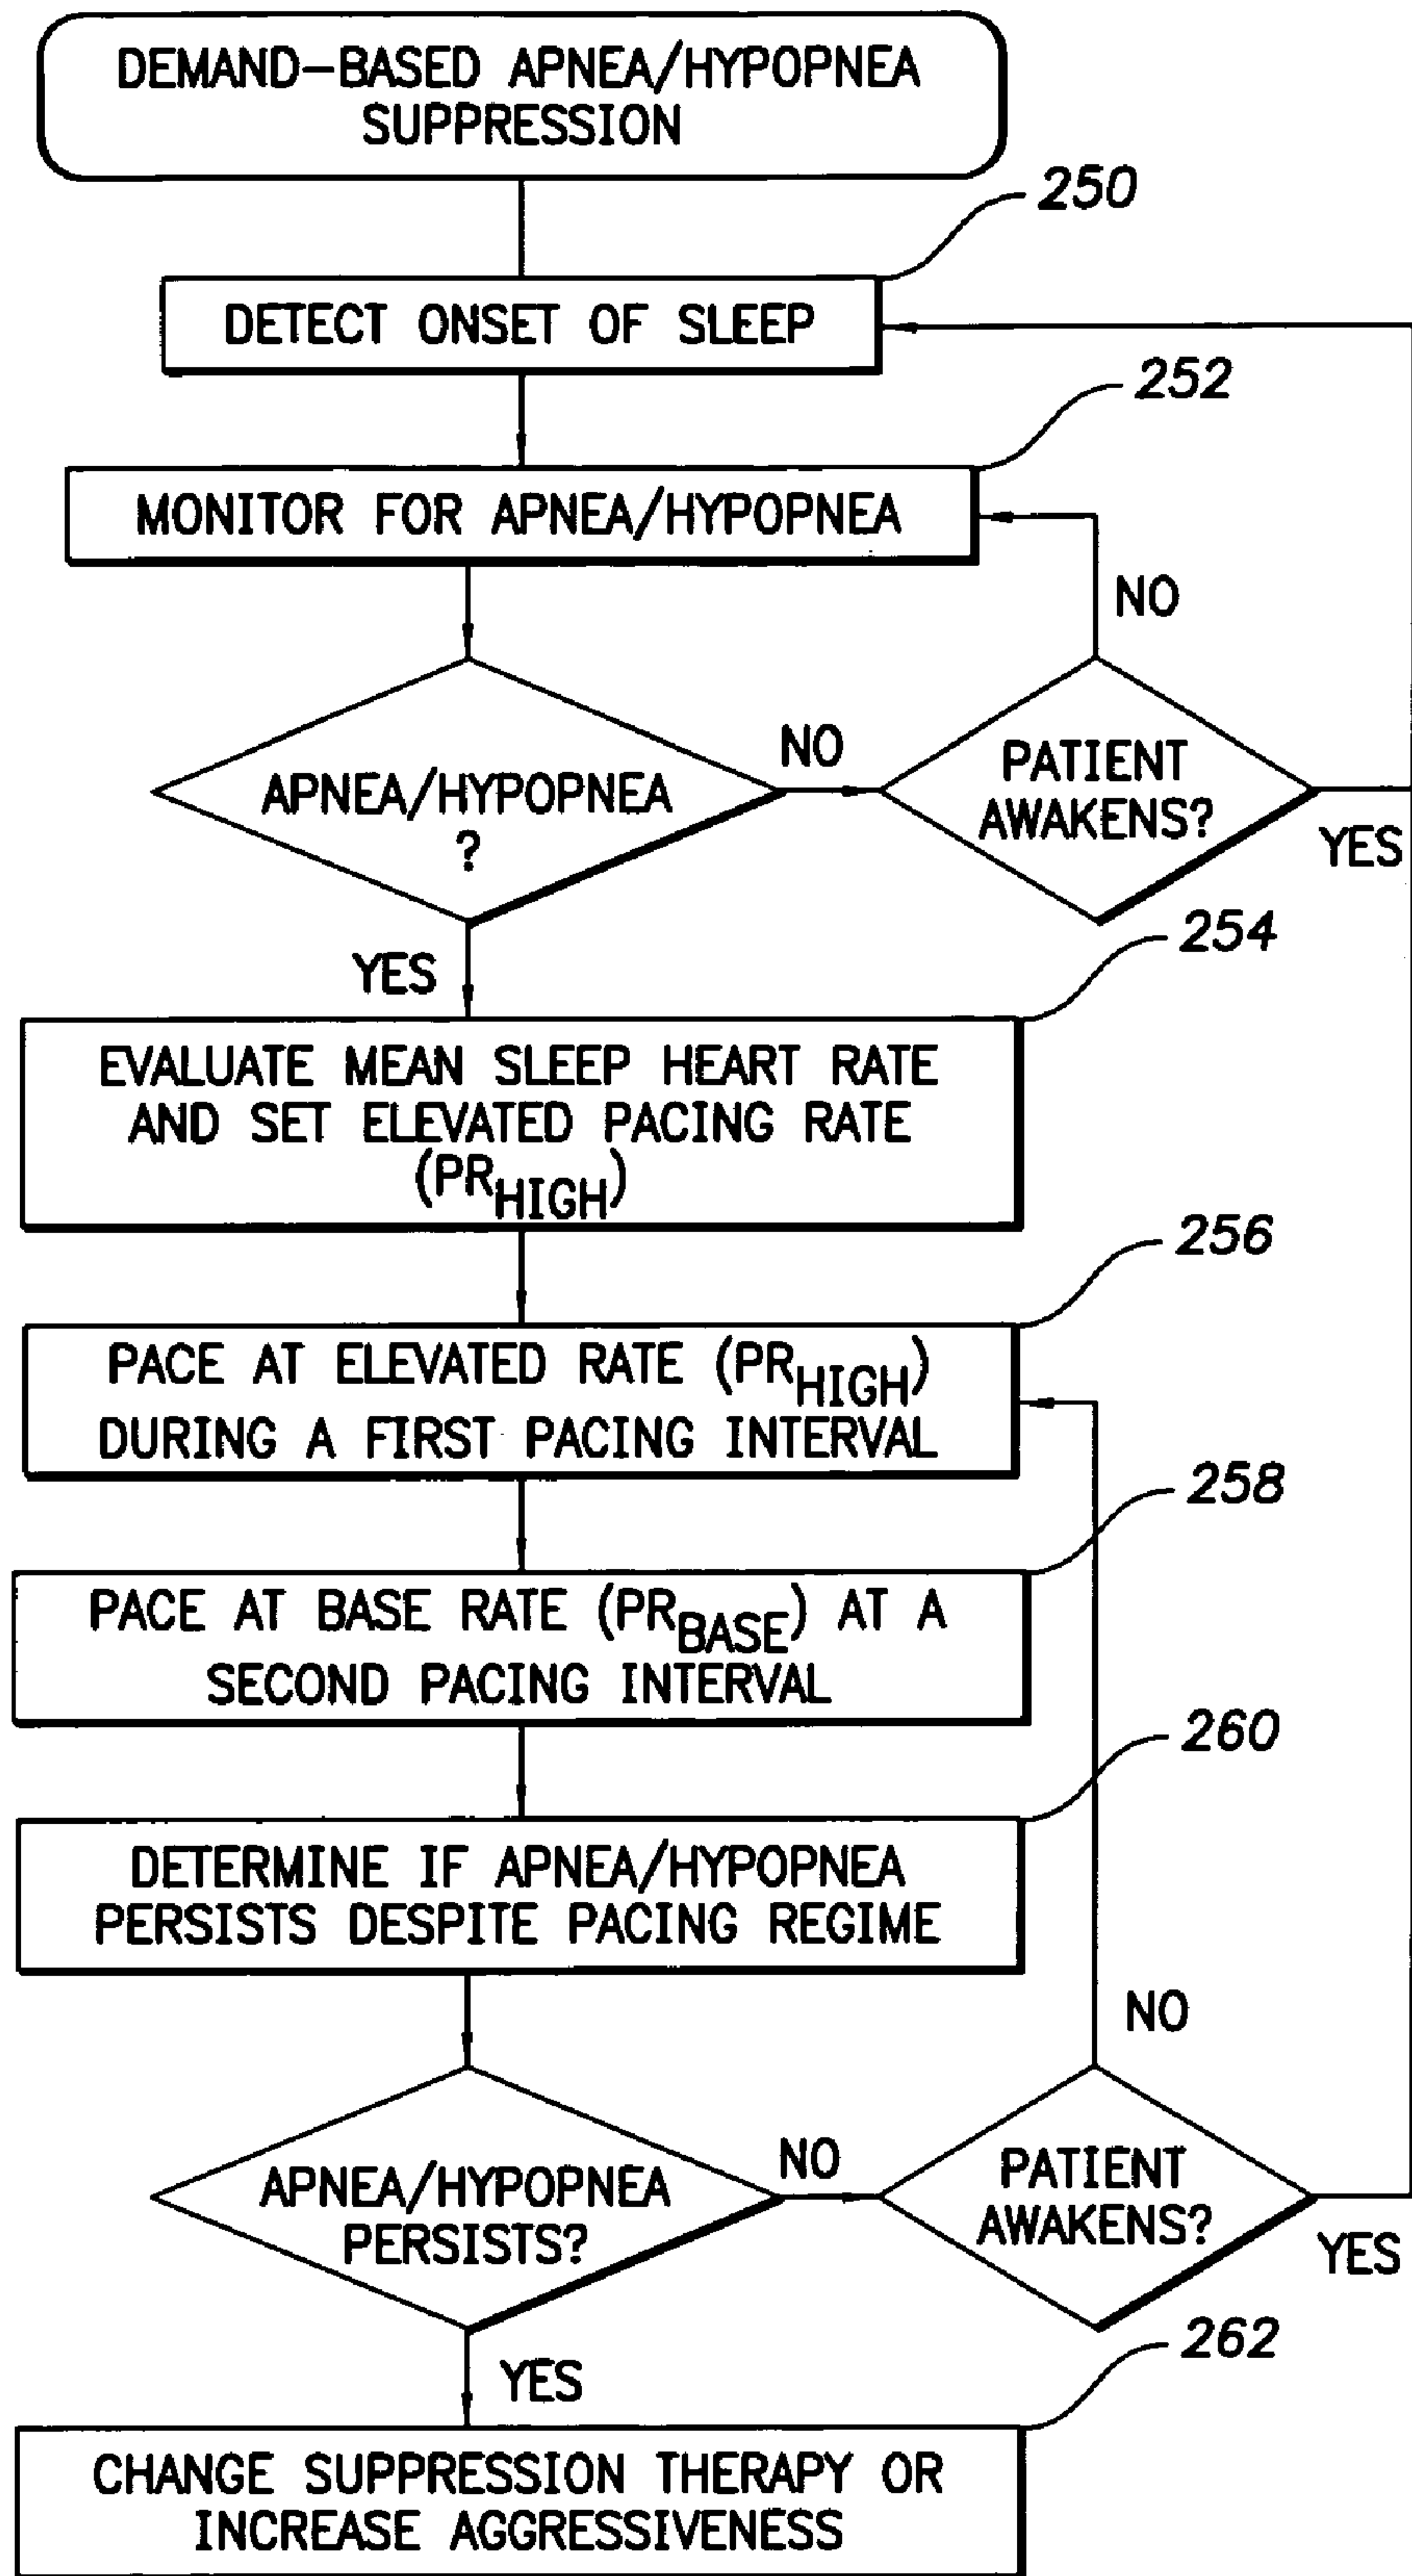 DEMAND-BASED APNEA/HYPOPNEA
SUPPRESSION
250
DETECT ONSET OF SLEEP
252
MONITOR FOR APNEA/HYPOPNEA
NO
APNEA/HYPOPNEA
?
NO
PATIENT
AWAKENS?
YES
YES
254
EVALUATE MEAN SLEEP HEART RATE
AND SET ELEVATED PACING RATE
(PRHIGH)
256
PACE AT ELEVATED RATE (PRHIGH)
DURING A FIRST PACING INTERVAL
258
PACE AT BASE RATE (PRBASE) AT A
SECOND PACING INTERVAL
260
DETERMINE IF APNEA/HYPOPNEA
PERSISTS DESPITE PACING REGIME
NO
APNEA/HYPOPNEA
PERSISTS?
NO
PATIENT
AWAKENS?
YES
YES
262
CHANGE SUPPRESSION THERAPY OR
INCREASE AGGRESSIVENESS